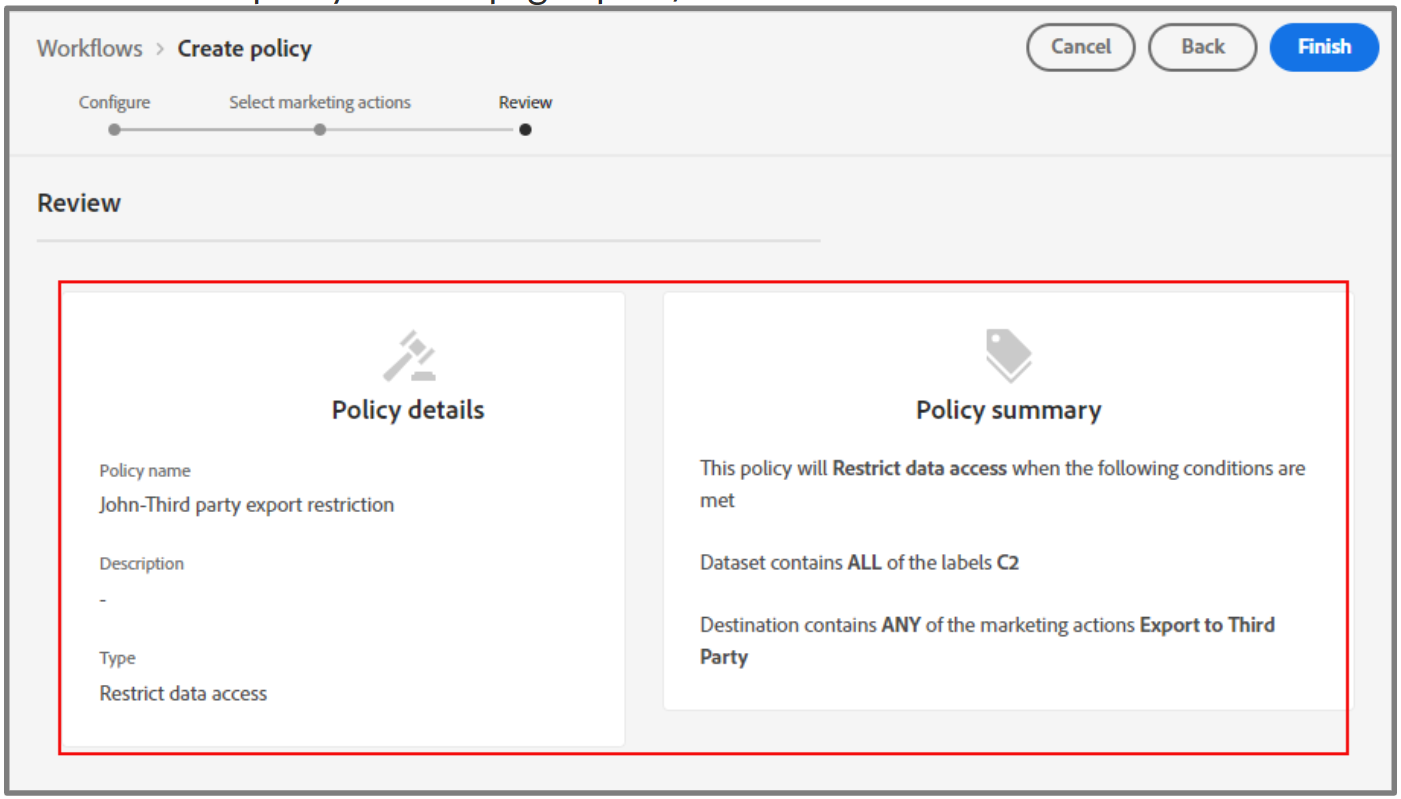 Workflows > Create policy
Cancel
Back
Finish
Configure
Select marketing actions
Review
Review
Policy details
Policy name
John-Third party export restriction
Description
-
Type
Restrict data access
Policy summary
This policy will Restrict data access when the following conditions are
met
Dataset contains ALL of the labels C2
Destination contains ANY of the marketing actions Export to Third
Party